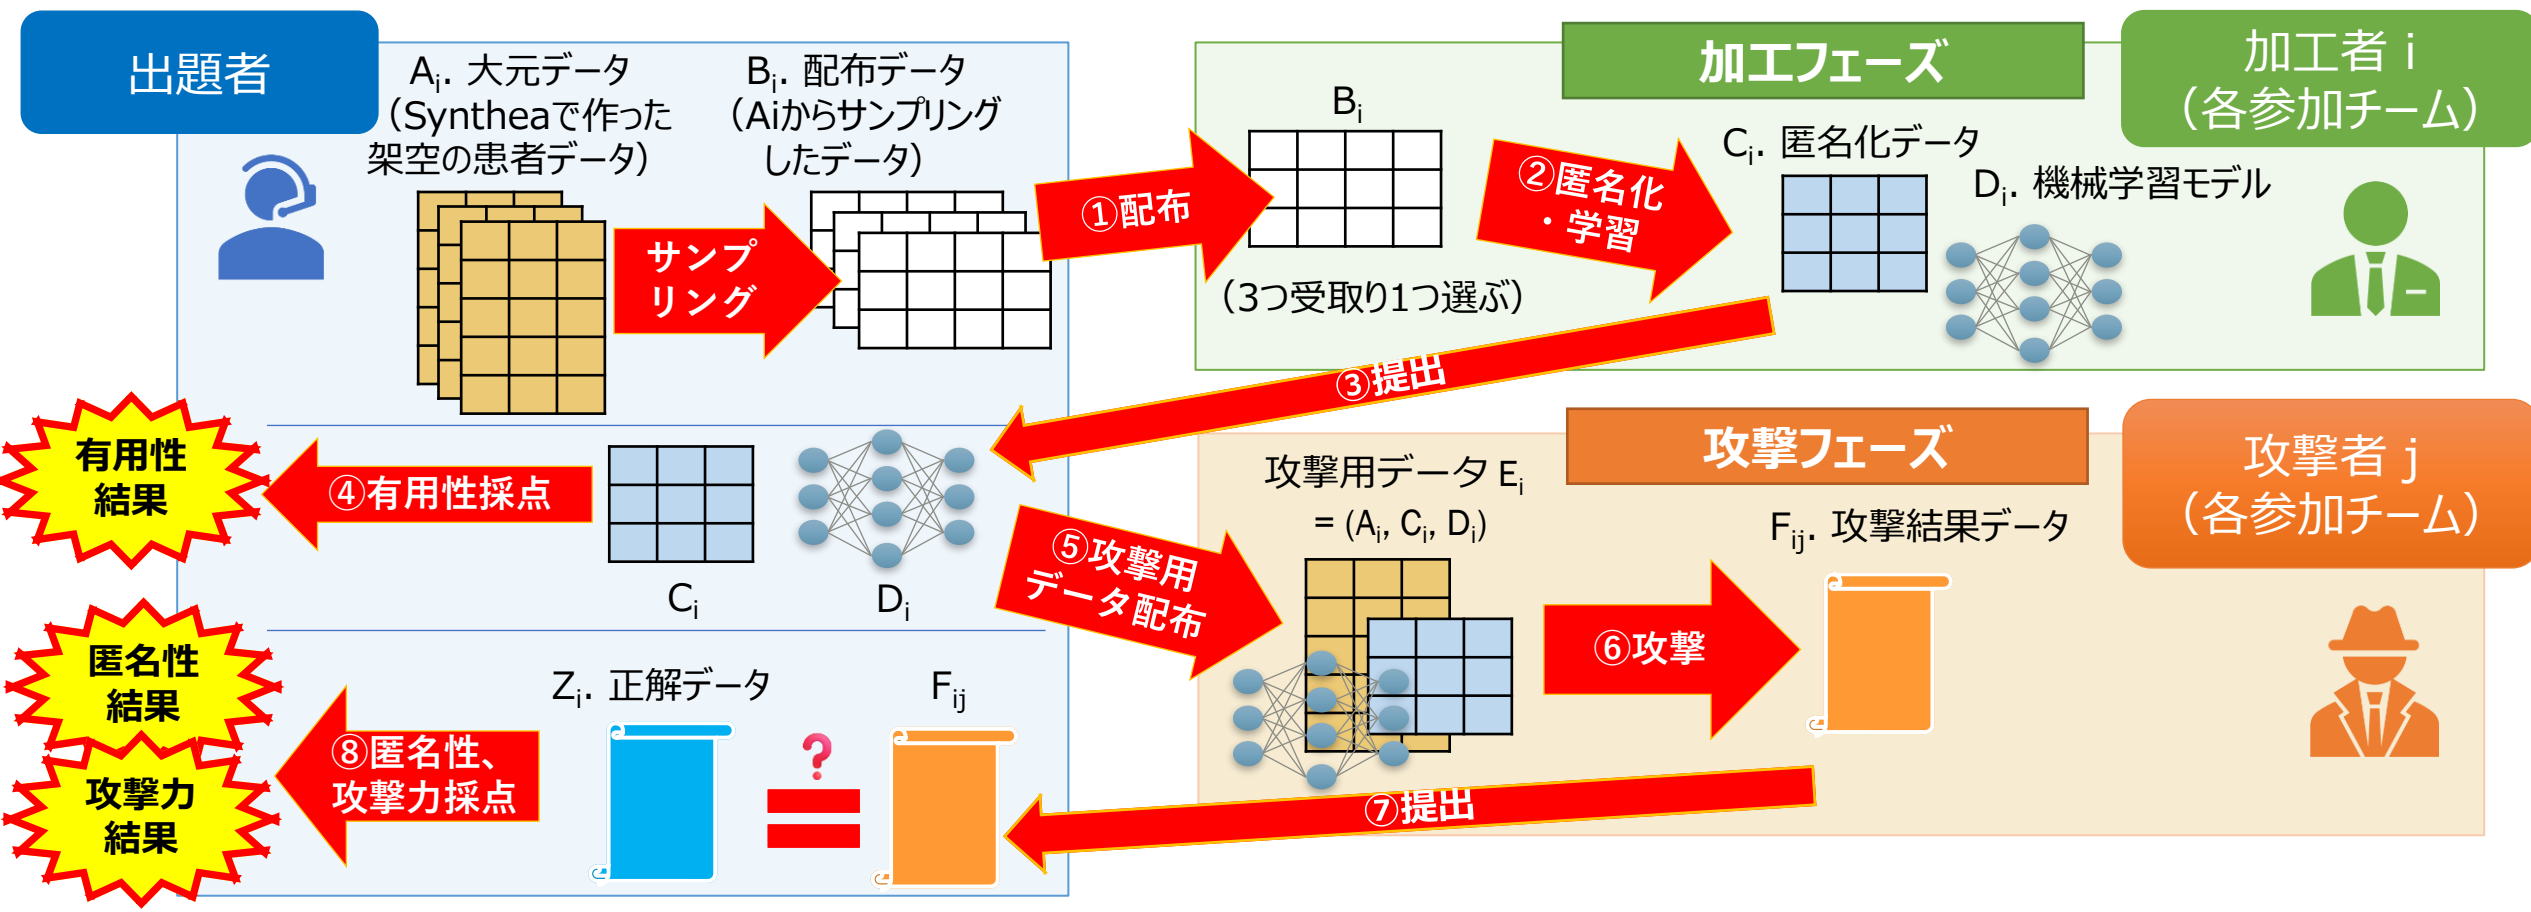 出題者
Ai. 大元データ
（Syntheaで作った
架空の患者データ）
Bi. 配布データ
（Aiからサンプリング
したデータ）
サンプ
リング
①配布
加工フェーズ
加工者 i
（各参加チーム）
Bi
（3つ受取り1つ選ぶ）
②匿名化
・学習
Ci. 匿名化データ
Di. 機械学習モデル
③提出
有用性
結果
④有用性採点
Ci
Di
⑤攻撃用
データ配布
攻撃フェーズ
攻撃者 j
（各参加チーム）
攻撃用データ Ei
= (Ai, Ci, Di)
⑥攻撃
Fij. 攻撃結果データ
⑦提出
Zi. 正解データ
Fij
?
⑧匿名性、
攻撃力採点
匿名性
結果
攻撃力
結果